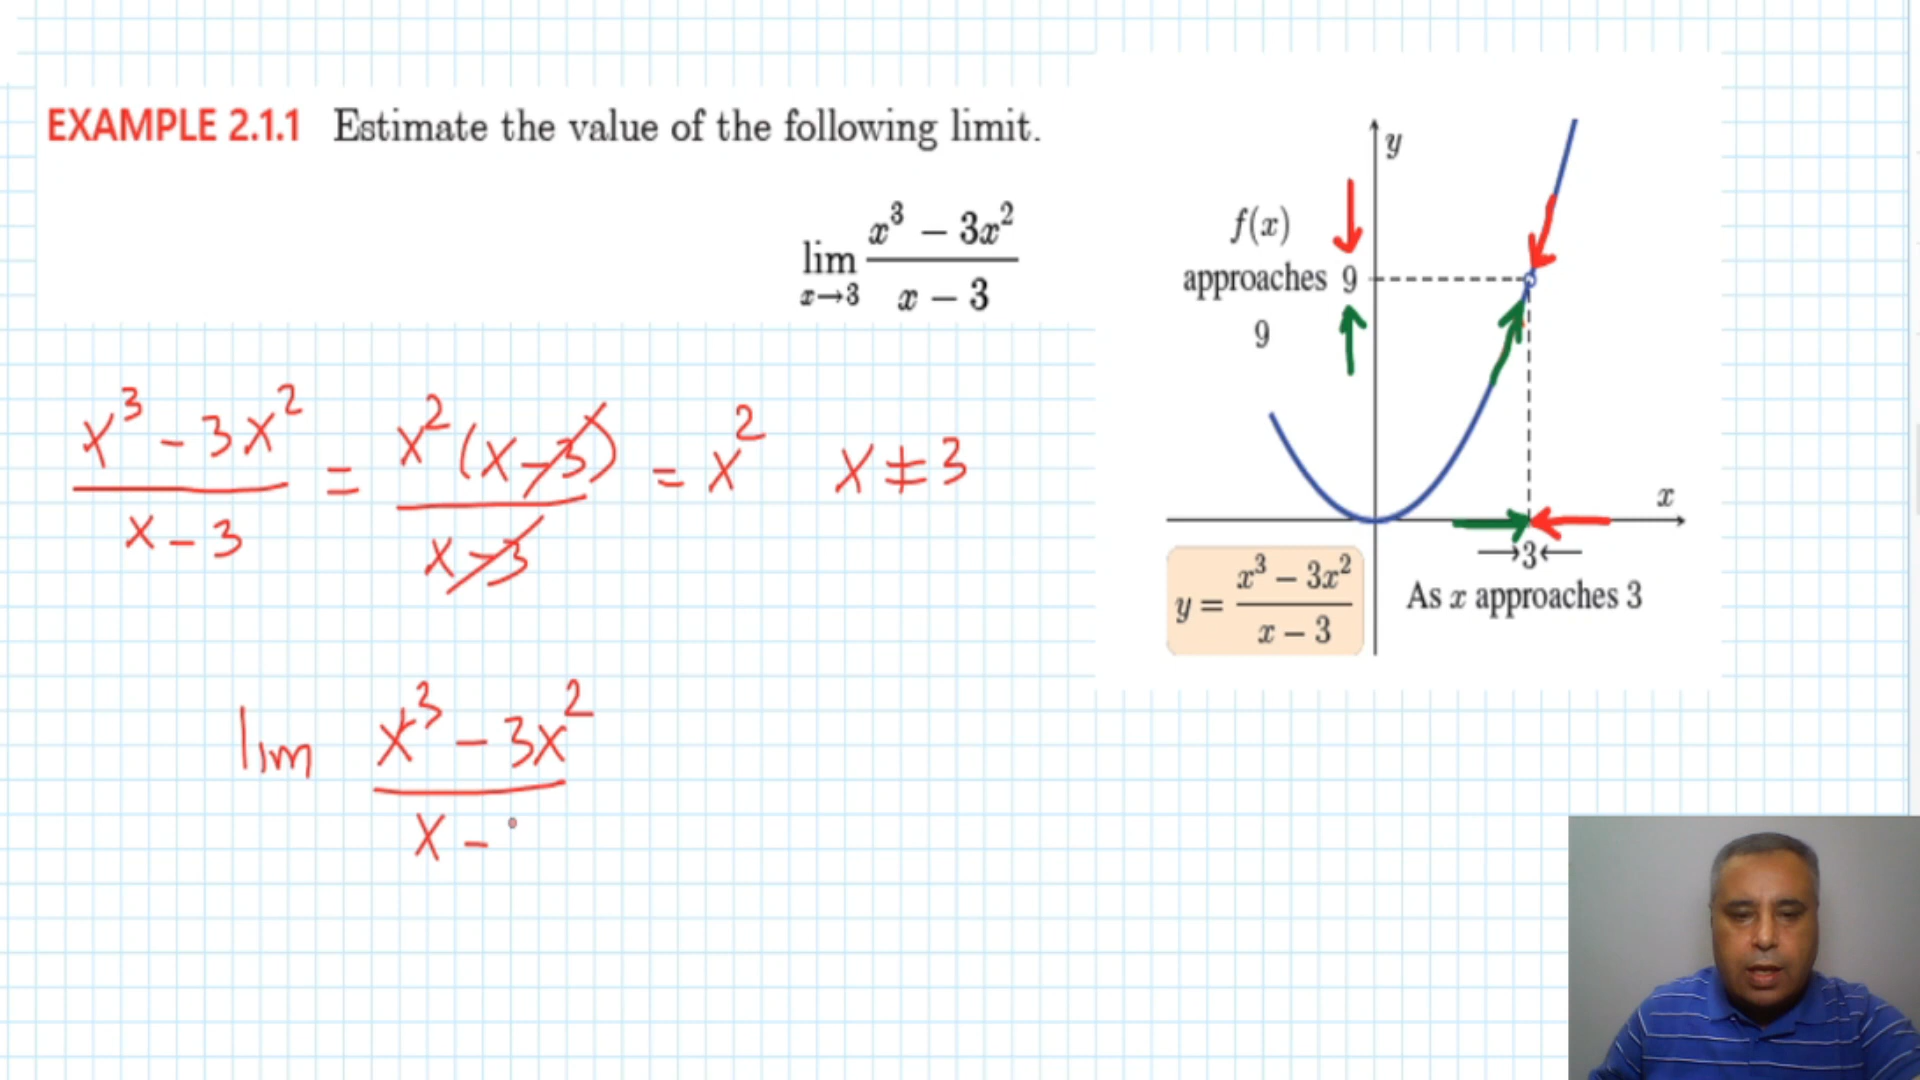 EXAMPLE 2.1.1 Estimate the value of the following limit.
lim x→3 (x³ − 3x²)/(x − 3)
(x³ − 3x²)/(x − 3) = x²(x − 3)/(x − 3) = x² x ≠ 3
lim (x³ − 3x²)/(x −
y
f(x)
approaches 9
9
x
→3←
As x approaches 3
y = (x³ − 3x²)/(x − 3)